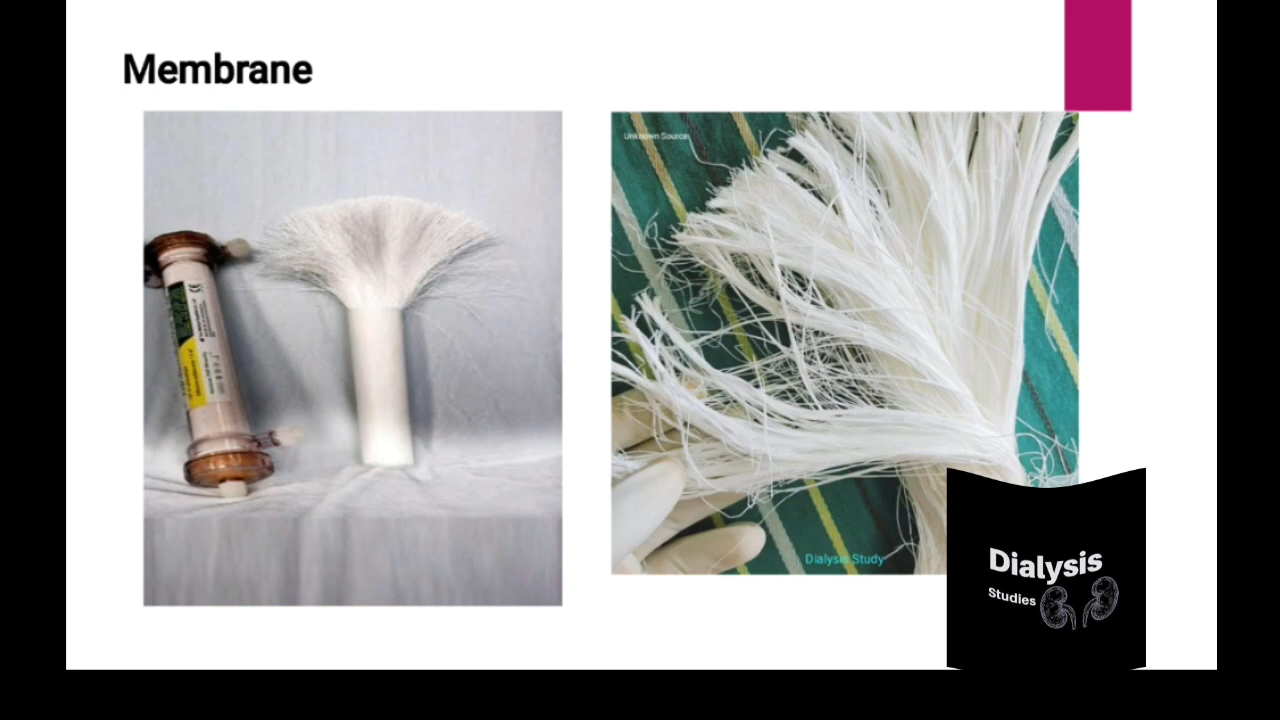 Membrane
Unknown Source
Dialysis Study
Dialysis
Studies